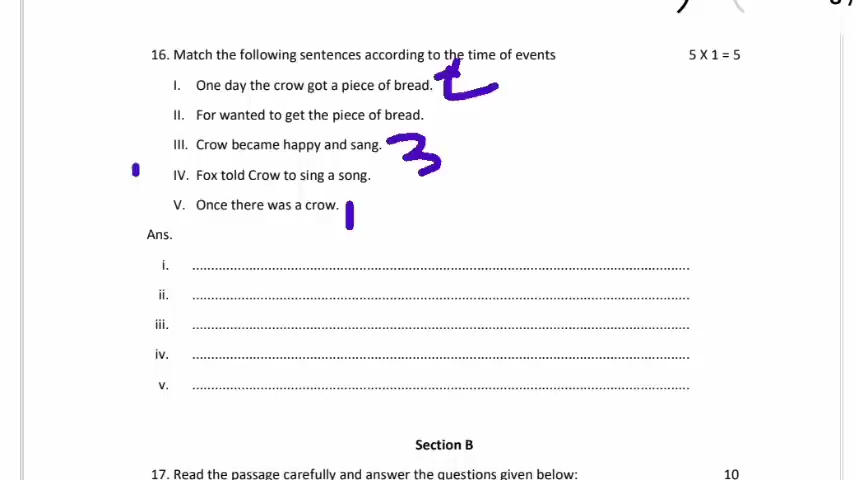 16. Match the following sentences according to the time of events 5 X 1 = 5
I. One day the crow got a piece of bread.
II. For wanted to get the piece of bread.
III. Crow became happy and sang. 3
IV. Fox told Crow to sing a song.
V. Once there was a crow. 1
Ans.
i. ....................................................................................................................................
ii. ....................................................................................................................................
iii. ....................................................................................................................................
iv. ....................................................................................................................................
v. ....................................................................................................................................
Section B
17. Read the passage carefully and answer the questions given below: 10